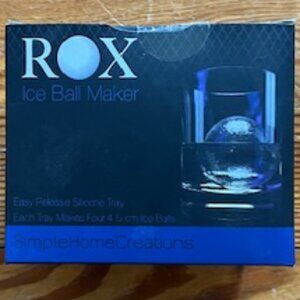 ROX
Ice Ball Maker
Easy Release Silicone Tray
Each Tray Makes Four 4.5 cm Ice Balls
SimpleHomeCreations